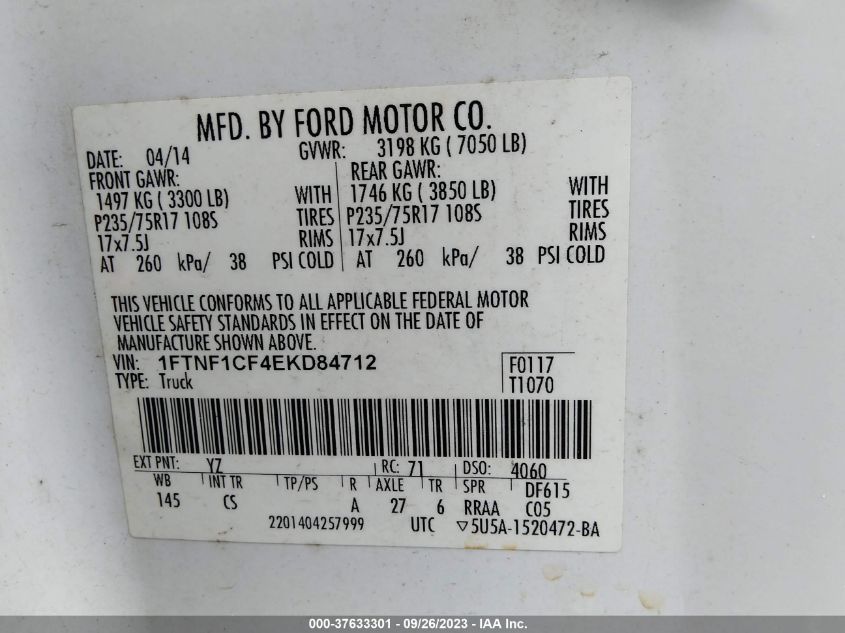 MFD. BY FORD MOTOR CO.
DATE: 04/14 GVWR: 3198 KG ( 7050 LB)
FRONT GAWR: REAR GAWR:
1497 KG ( 3300 LB) WITH 1746 KG ( 3850 LB) WITH
P235/75R17 108S TIRES P235/75R17 108S TIRES
17x7.5J RIMS 17x7.5J RIMS
AT 260 kPa/ 38 PSI COLD AT 260 kPa/ 38 PSI COLD
THIS VEHICLE CONFORMS TO ALL APPLICABLE FEDERAL MOTOR
VEHICLE SAFETY STANDARDS IN EFFECT ON THE DATE OF
MANUFACTURE SHOWN ABOVE.
VIN: 1FTNF1CF4EKD84712 F0117
TYPE: Truck T1070
EXT PNT: YZ RC: 71 DSO: 4060
WB INT TR TP/PS R AXLE TR SPR DF615
145 CS A 27 6 RRAA C05
2201404257999 UTC ▽5U5A-1520472-BA
000-37633301 - 09/26/2023 - IAA Inc.